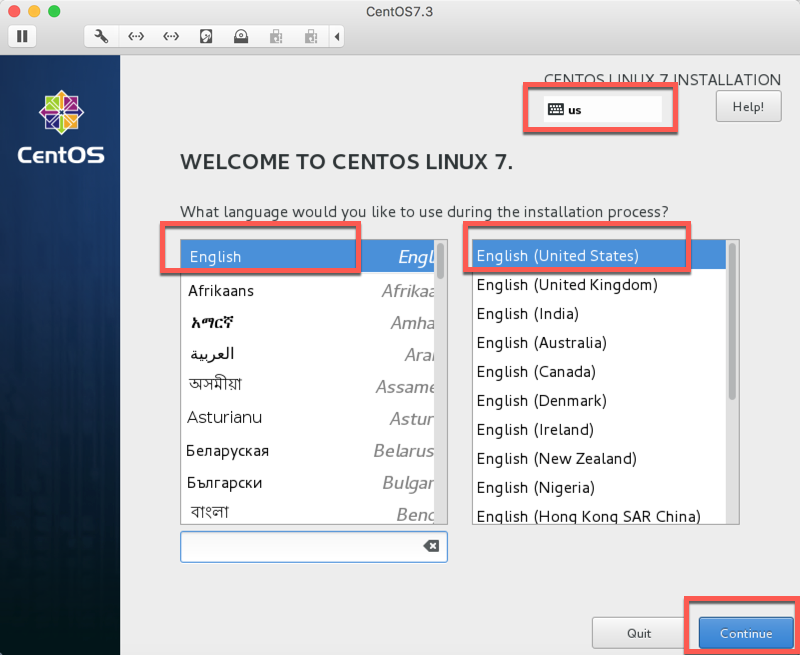 CentOS7.3
CENTOS LINUX 7 INSTALLATION
us
Help!
CentOS
WELCOME TO CENTOS LINUX 7.
What language would you like to use during the installation process?
English Engl
Afrikaans Afrikaa
አማርኛ Amha
العربية Aral
অসমীয়া Assame
Asturianu Astur
Беларуская Belarus
Български Bulgar
বাংলা Beng
English (United States)
English (United Kingdom)
English (India)
English (Australia)
English (Canada)
English (Denmark)
English (Ireland)
English (New Zealand)
English (Nigeria)
English (Hong Kong SAR China)
Quit
Continue